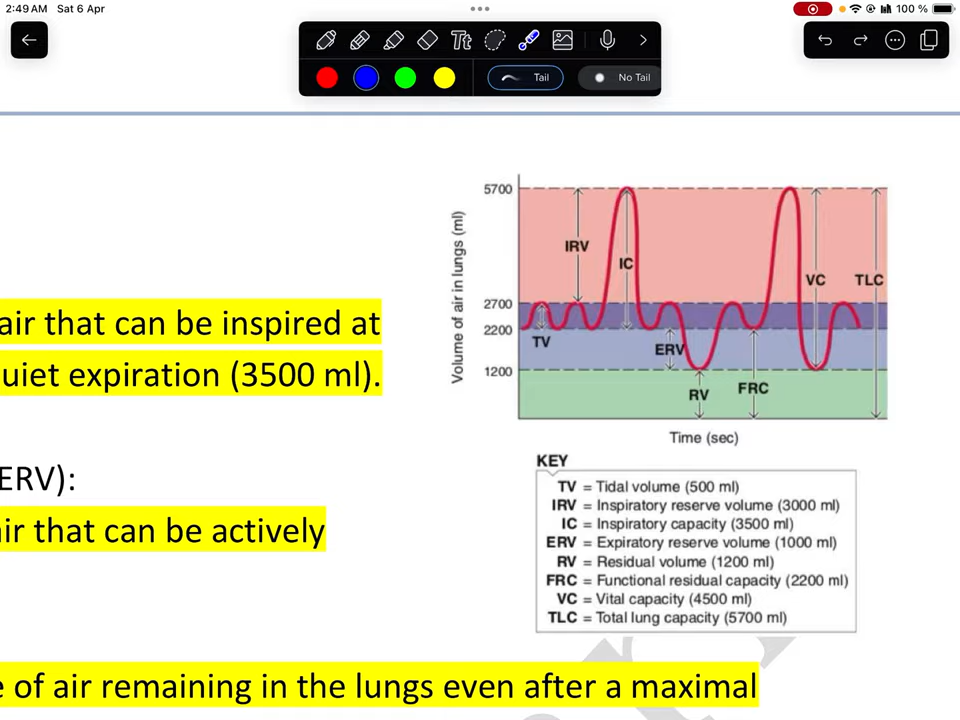 2:49 AM Sat 6 Apr
100 %
Tt
Tail
No Tail
air that can be inspired at
uiet expiration (3500 ml).
ERV):
air that can be actively
e of air remaining in the lungs even after a maximal
Volume of air in lungs (ml)
5700
2700
2200
1200
IRV
IC
VC
TLC
TV
ERV
RV
FRC
Time (sec)
KEY
TV = Tidal volume (500 ml)
IRV = Inspiratory reserve volume (3000 ml)
IC = Inspiratory capacity (3500 ml)
ERV = Expiratory reserve volume (1000 ml)
RV = Residual volume (1200 ml)
FRC = Functional residual capacity (2200 ml)
VC = Vital capacity (4500 ml)
TLC = Total lung capacity (5700 ml)